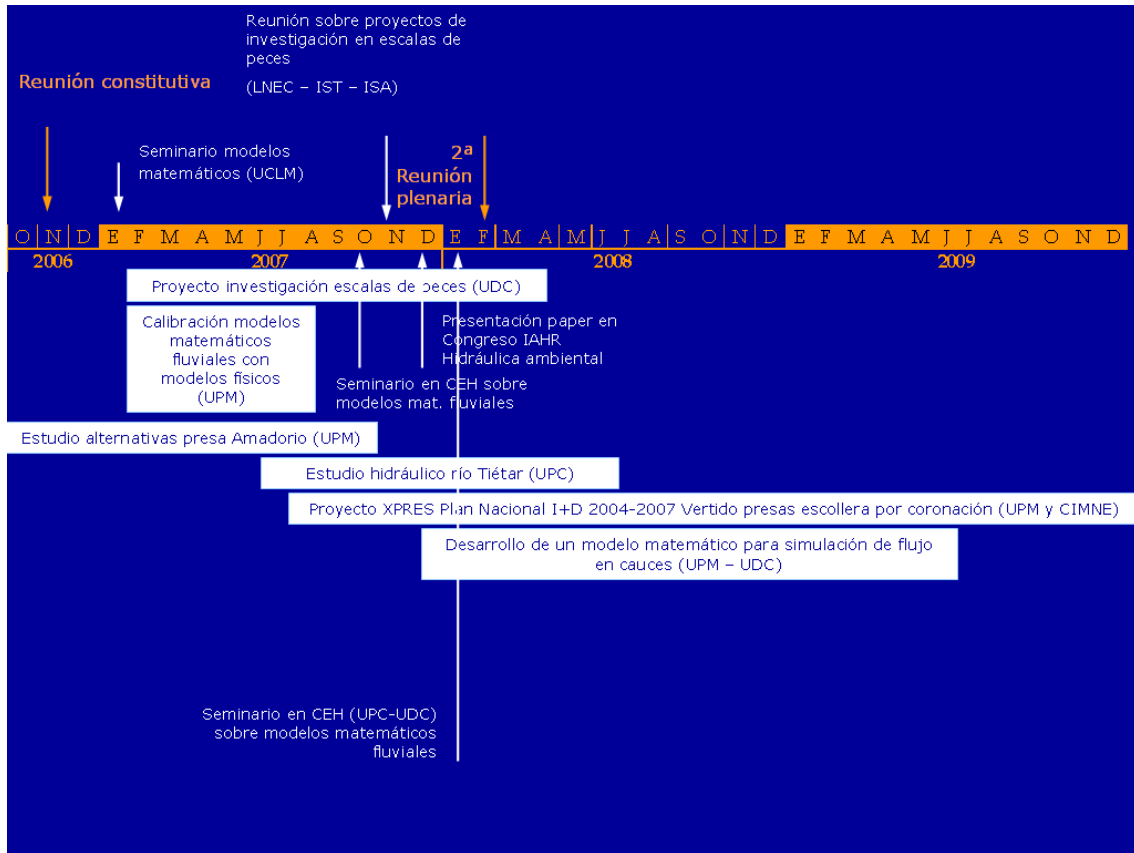 Reunión sobre proyectos de
investigación en escalas de
peces
(LNEC – IST – ISA)
Reunión constitutiva
Seminario modelos
matemáticos (UCLM)
2ª
Reunión
plenaria
O N D E F M A M J J A S O N D E F M A M J J A S O N D E F M A M J J A S O N D
2006 2007 2008 2009
Proyecto investigación escalas de peces (UDC)
Calibración modelos
matemáticos
fluviales con
modelos físicos
(UPM)
Presentación paper en
Congreso IAHR
Hidráulica ambiental
Seminario en CEH sobre
modelos mat. fluviales
Estudio alternativas presa Amadorio (UPM)
Estudio hidráulico río Tiétar (UPC)
Proyecto XPRES Plan Nacional I+D 2004-2007 Vertido presas escollera por coronación (UPM y CIMNE)
Desarrollo de un modelo matemático para simulación de flujo
en cauces (UPM – UDC)
Seminario en CEH (UPC-UDC)
sobre modelos matemáticos
fluviales